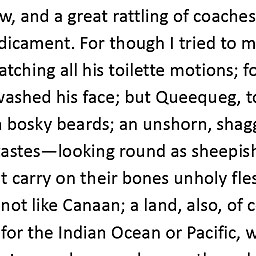 w, and a great rattling of coaches
dicament. For though I tried to m
atching all his toilette motions; fo
washed his face; but Queequeg, to
bosky beards; an unshorn, shagg
astes—looking round as sheepish
t carry on their bones unholy fles
not like Canaan; a land, also, of c
for the Indian Ocean or Pacific, w